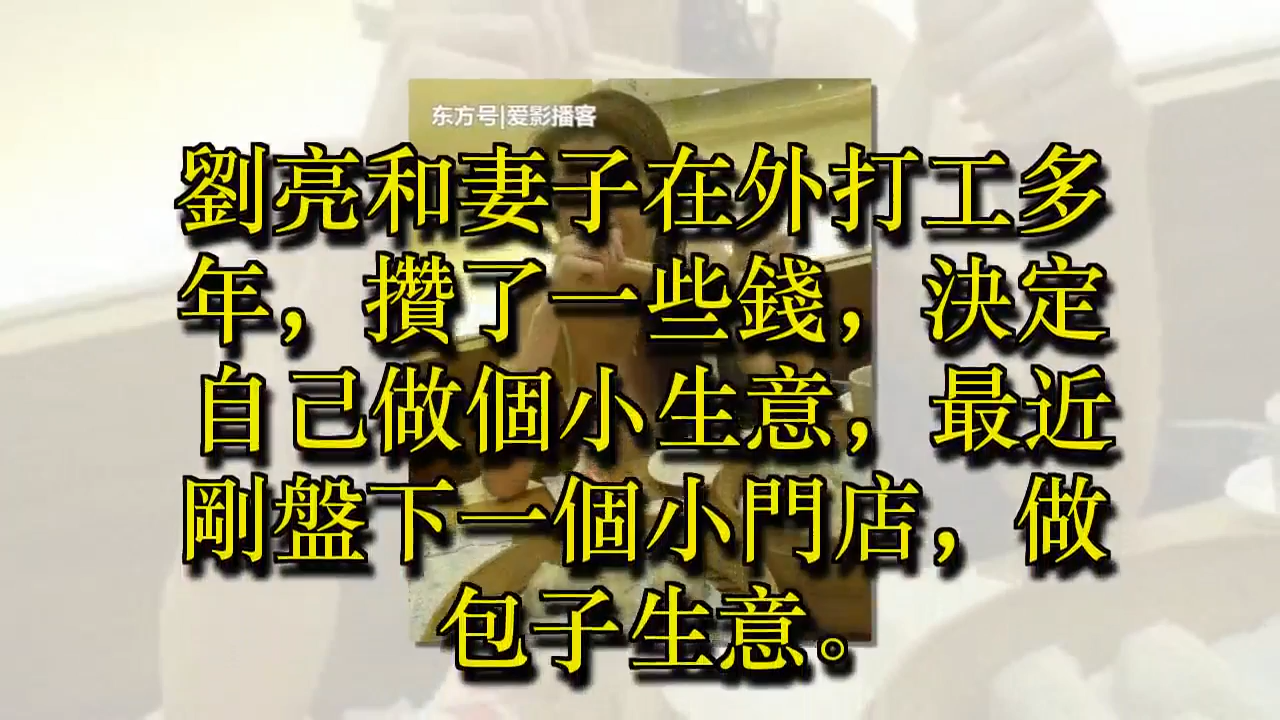 东方号|爱影播客
劉亮和妻子在外打工多
年，攢了一些錢，決定
自己做個小生意，最近
剛盤下一個小門店，做
包子生意。